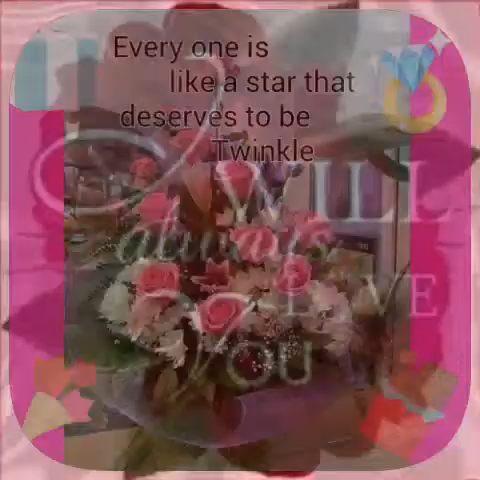 Every one is
like a star that
deserves to be
Twinkle
I WILL
always
LOVE
YOU